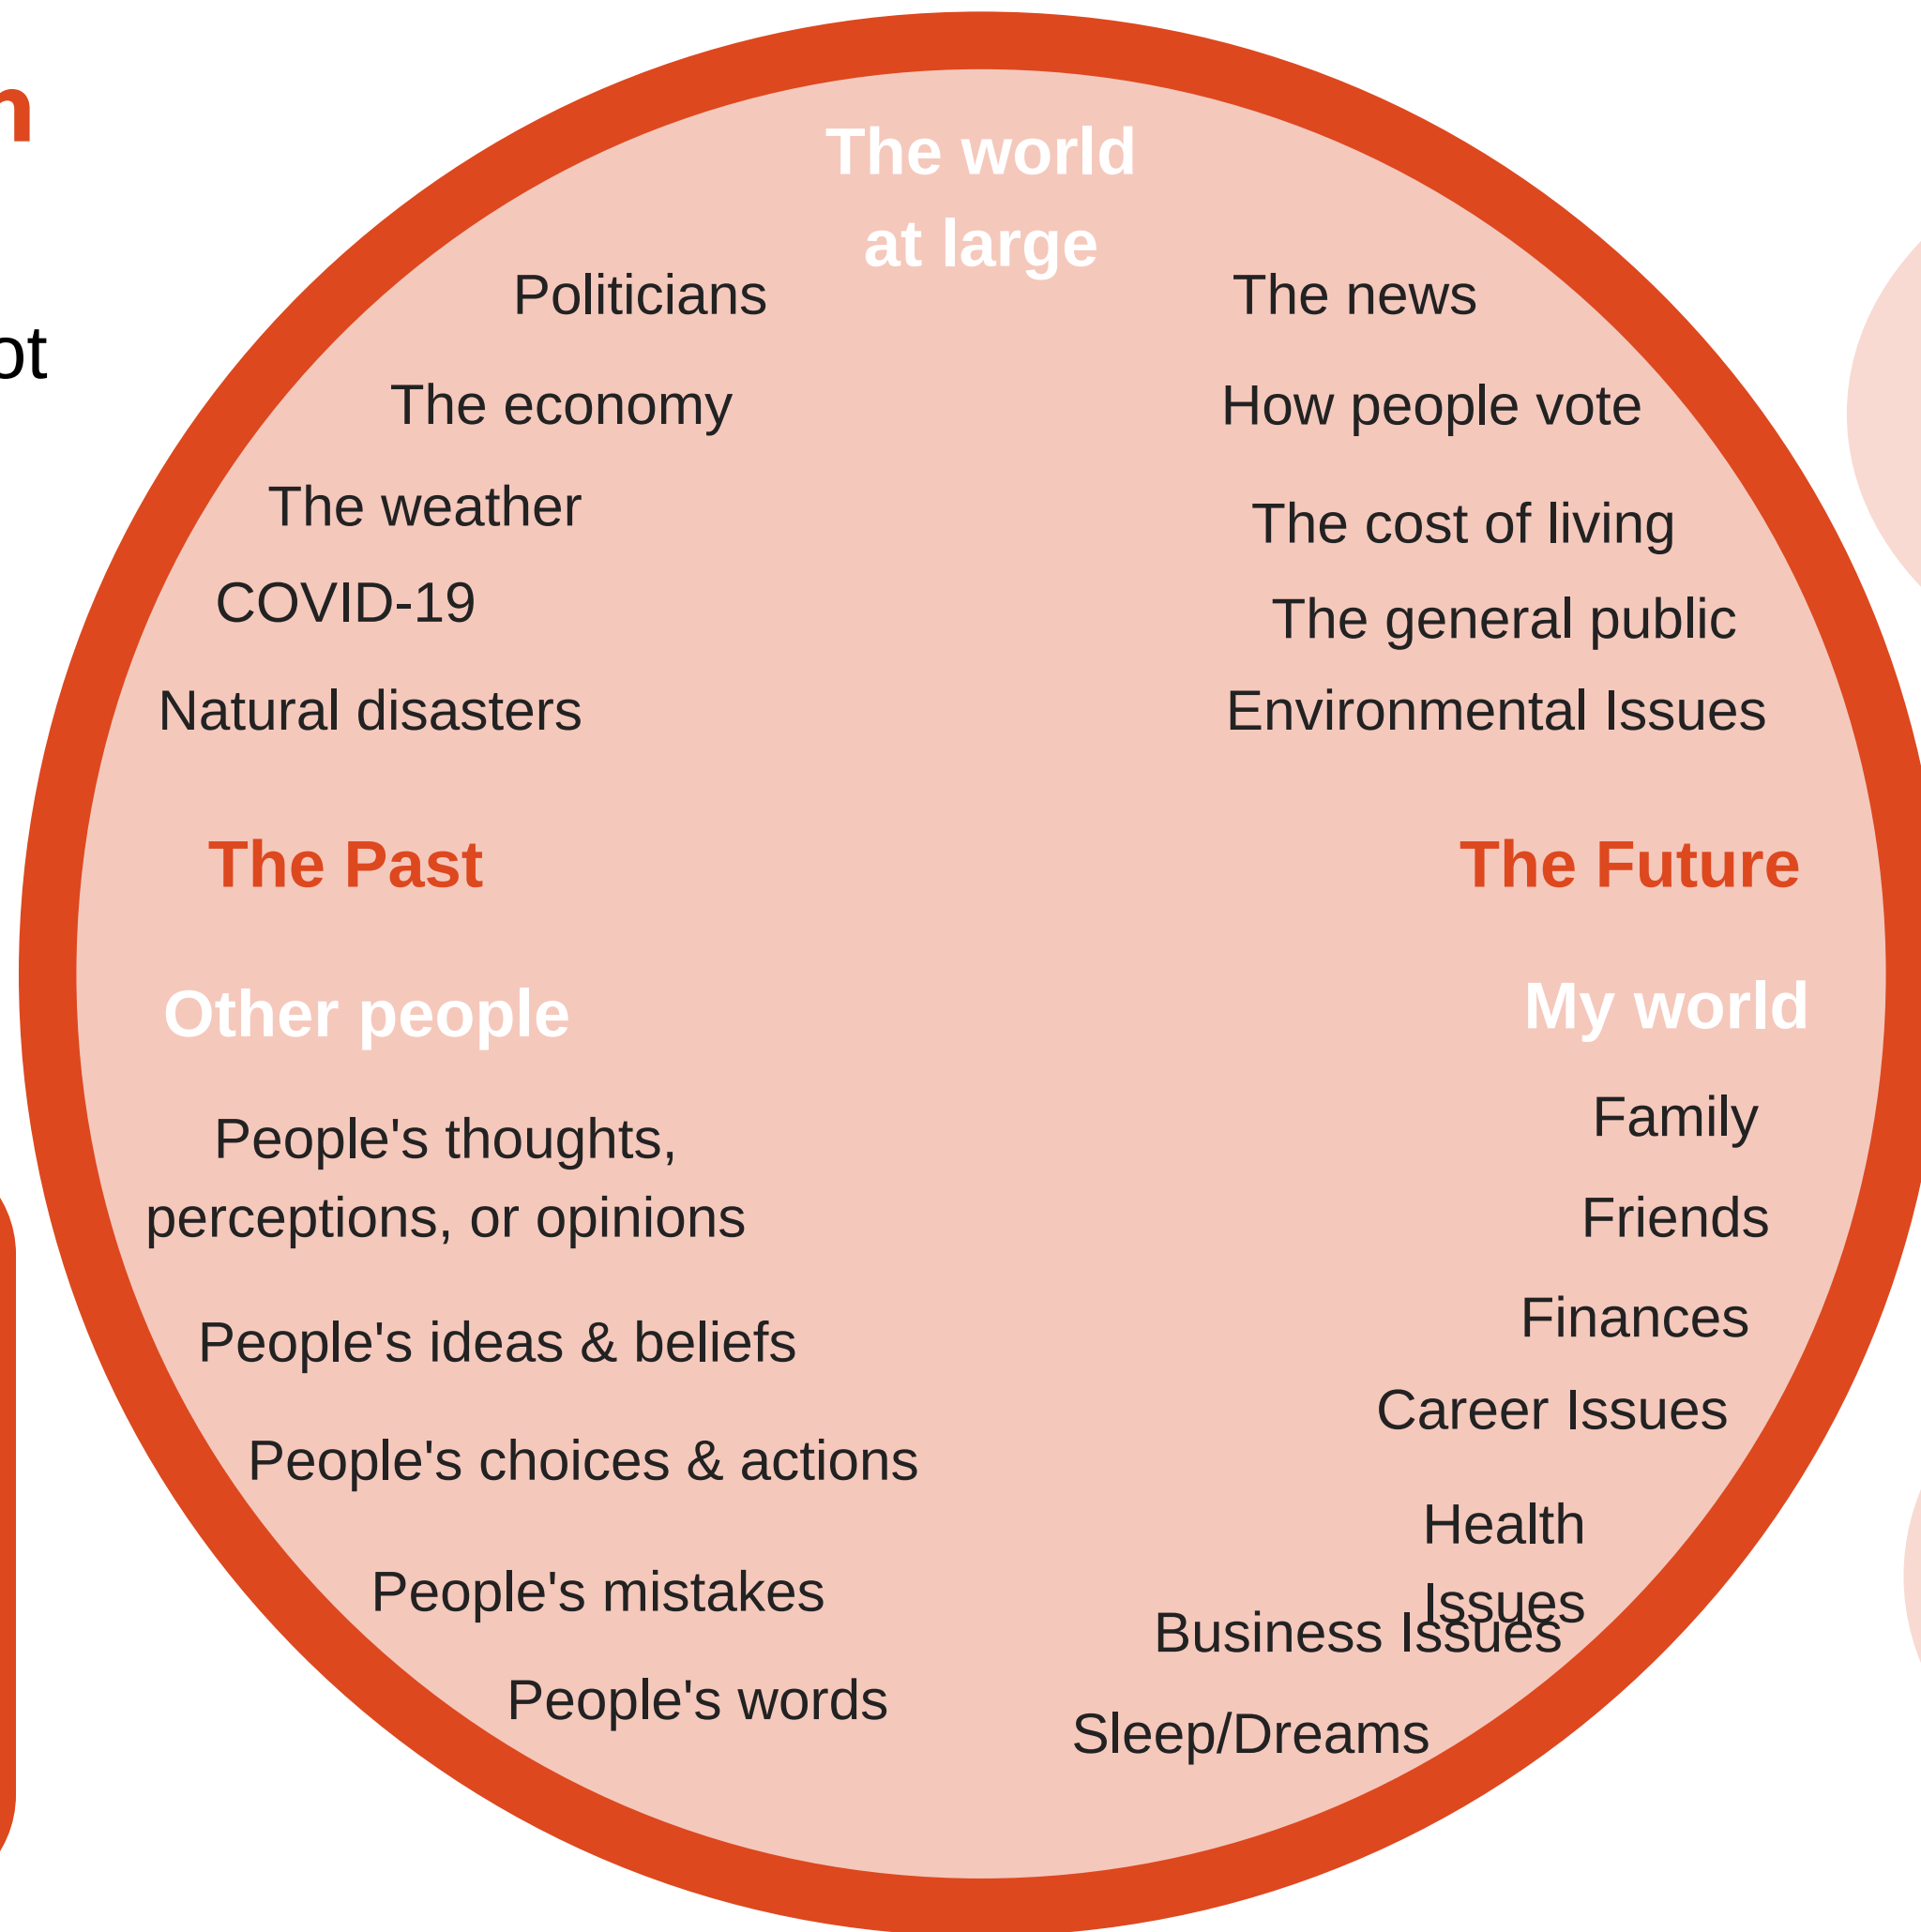 The world
at large
Politicians
The news
The economy
How people vote
The weather
The cost of living
COVID-19
The general public
Natural disasters
Environmental Issues
The Past
The Future
Other people
My world
People's thoughts,
perceptions, or opinions
Family
Friends
People's ideas & beliefs
Finances
People's choices & actions
Career Issues
Health
Issues
People's mistakes
Business Issues
People's words
Sleep/Dreams